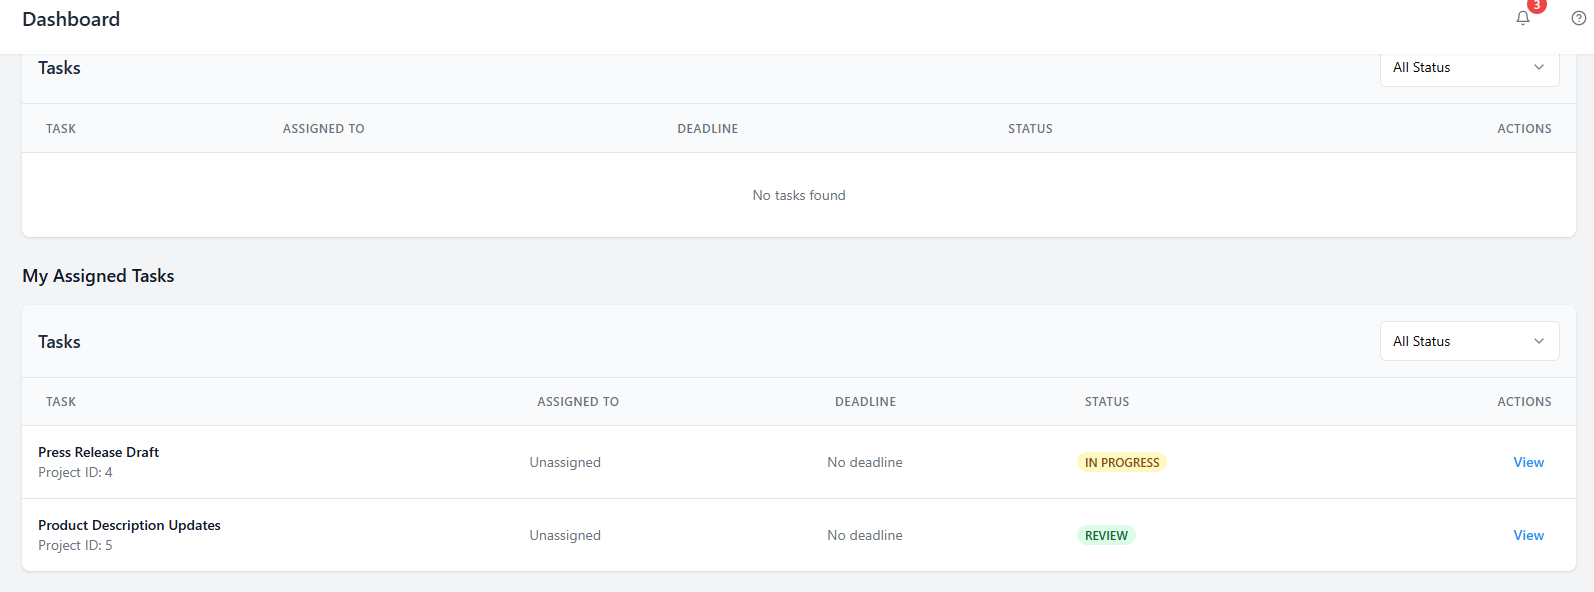 Dashboard
3
Tasks
All Status
TASK ASSIGNED TO DEADLINE STATUS ACTIONS
No tasks found
My Assigned Tasks
Tasks
All Status
TASK ASSIGNED TO DEADLINE STATUS ACTIONS
Press Release Draft
Project ID: 4
Unassigned No deadline IN PROGRESS View
Product Description Updates
Project ID: 5
Unassigned No deadline REVIEW View